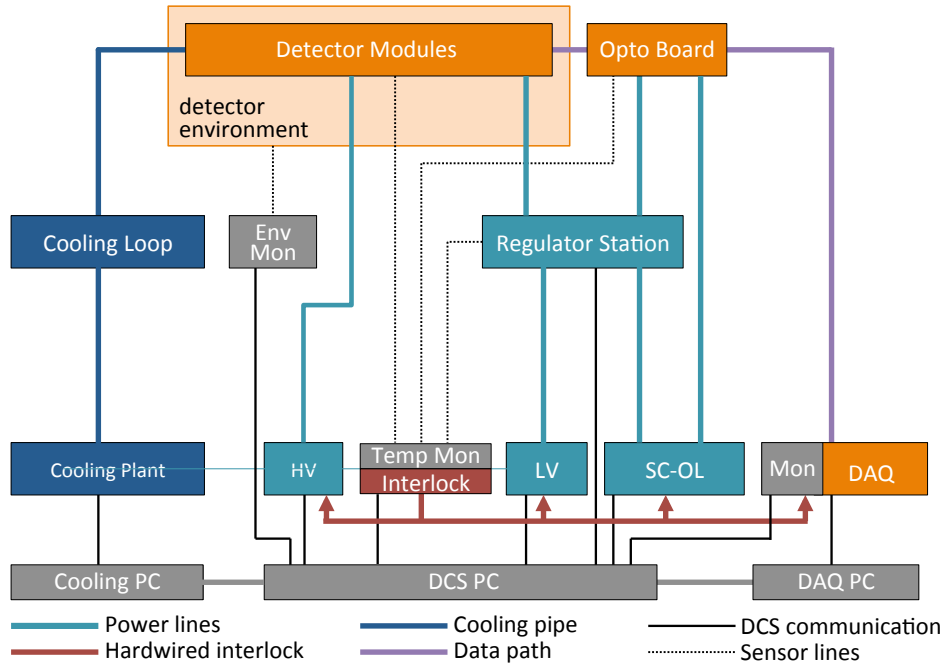 Detector Modules
Opto Board
detector
environment
Cooling Loop
Env
Mon
Regulator Station
Cooling Plant
HV
Temp Mon
Interlock
LV
SC-OL
Mon
DAQ
Cooling PC
DCS PC
DAQ PC
Power lines
Cooling pipe
DCS communication
Hardwired interlock
Data path
Sensor lines